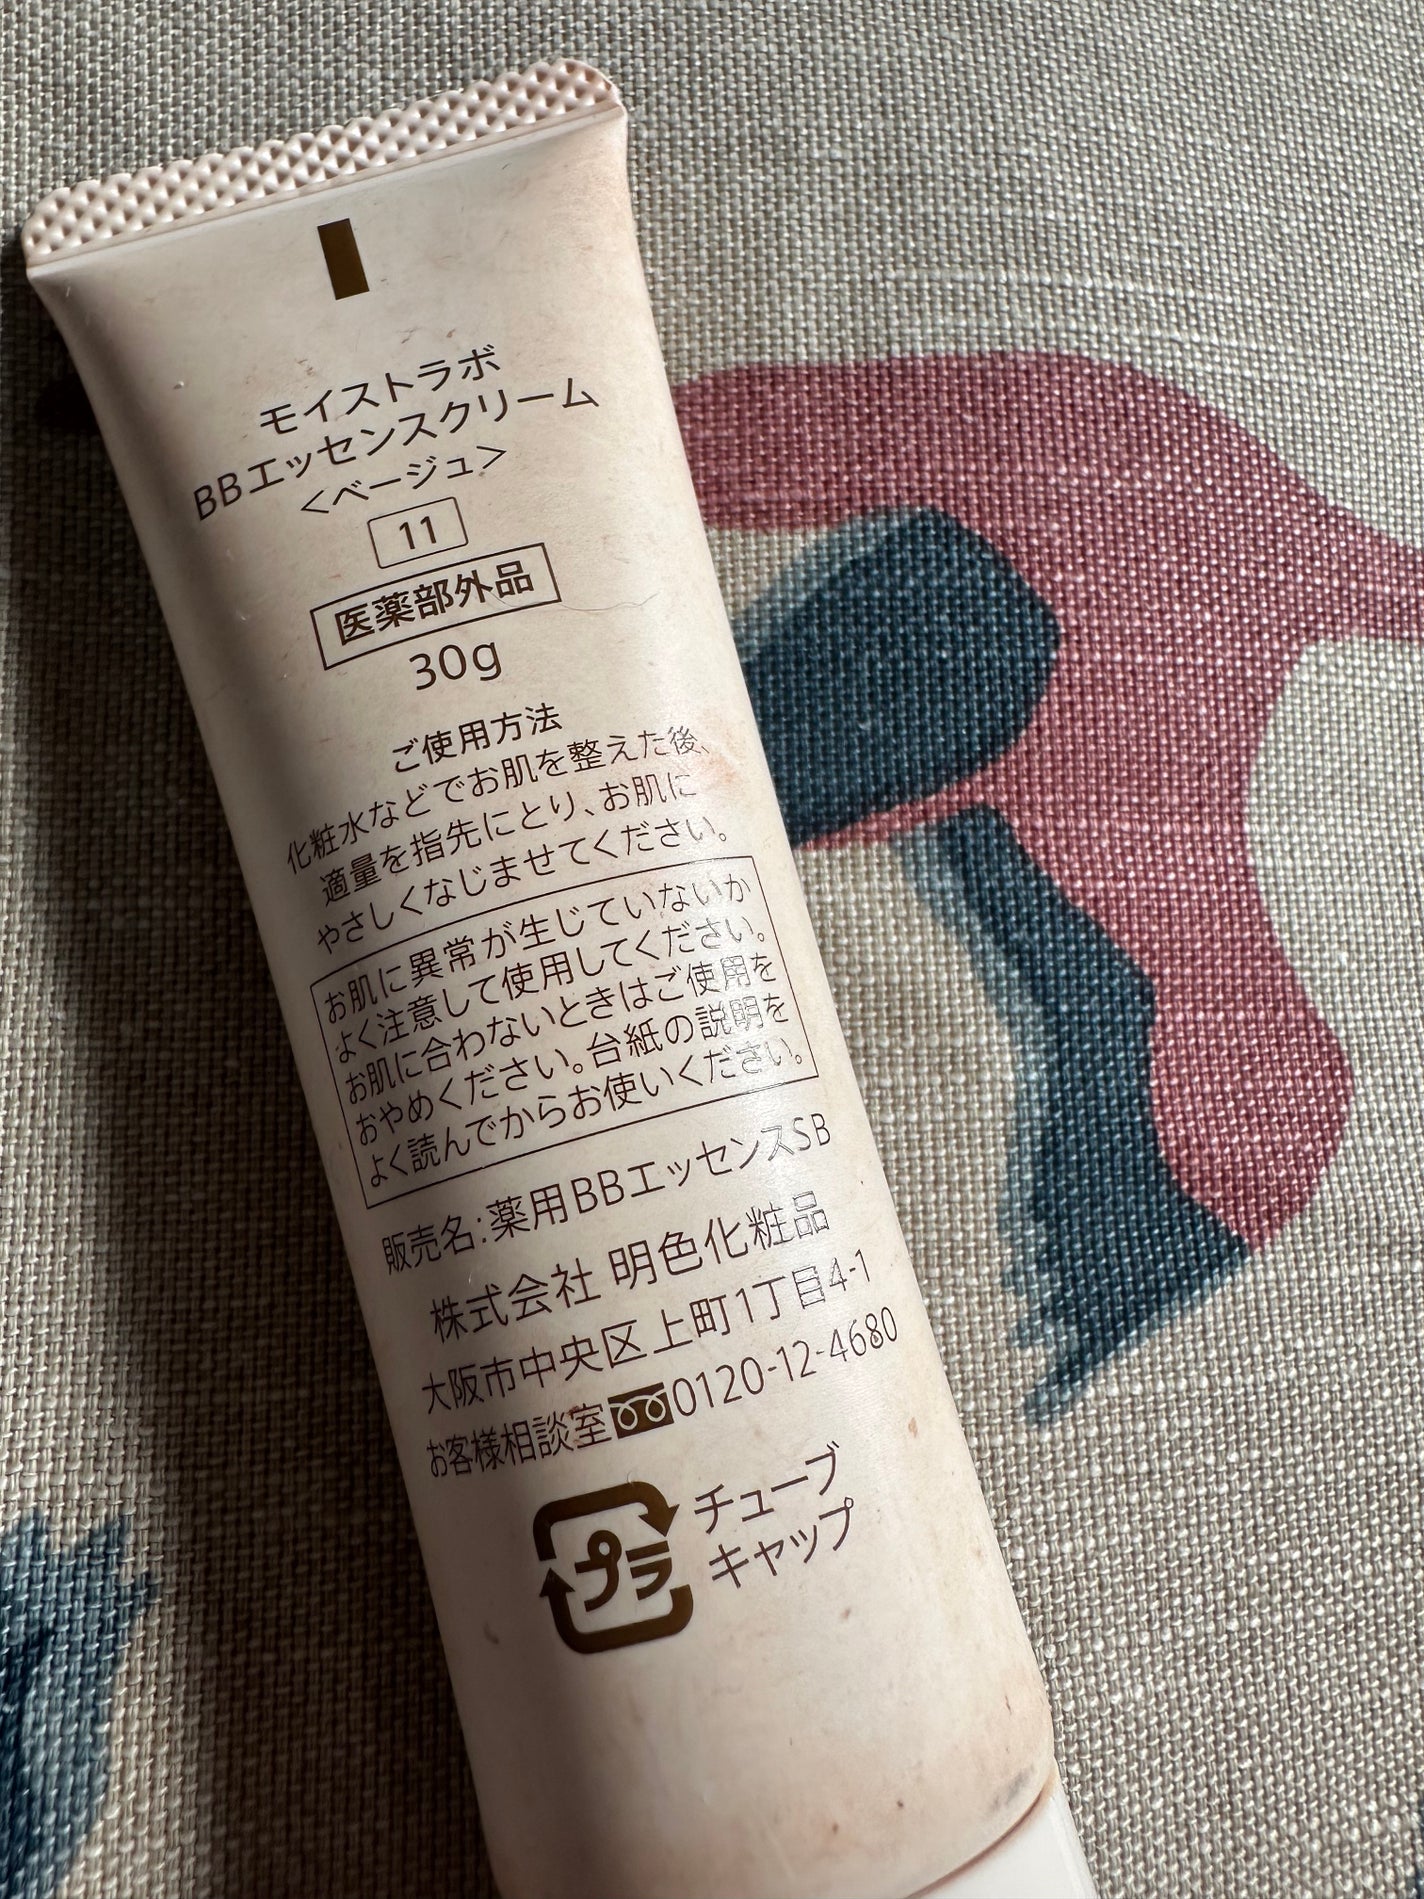 モイストラボ
BBエッセンスクリーム
<ベージュ>
11
医薬部外品
30g
ご使用方法
化粧水などでお肌を整えた後、
適量を指先にとり、お肌に
やさしくなじませてください。
お肌に異常が生じていないか
よく注意して使用してください。
お肌に合わないときはご使用を
おやめください。台紙の説明を
よく読んでからお使いください。
販売名:薬用BBエッセンスSB
株式会社 明色化粧品
大阪市中央区上町1丁目4-1
お客様相談室 0120-12-4680
プラ
チューブ
キャップ